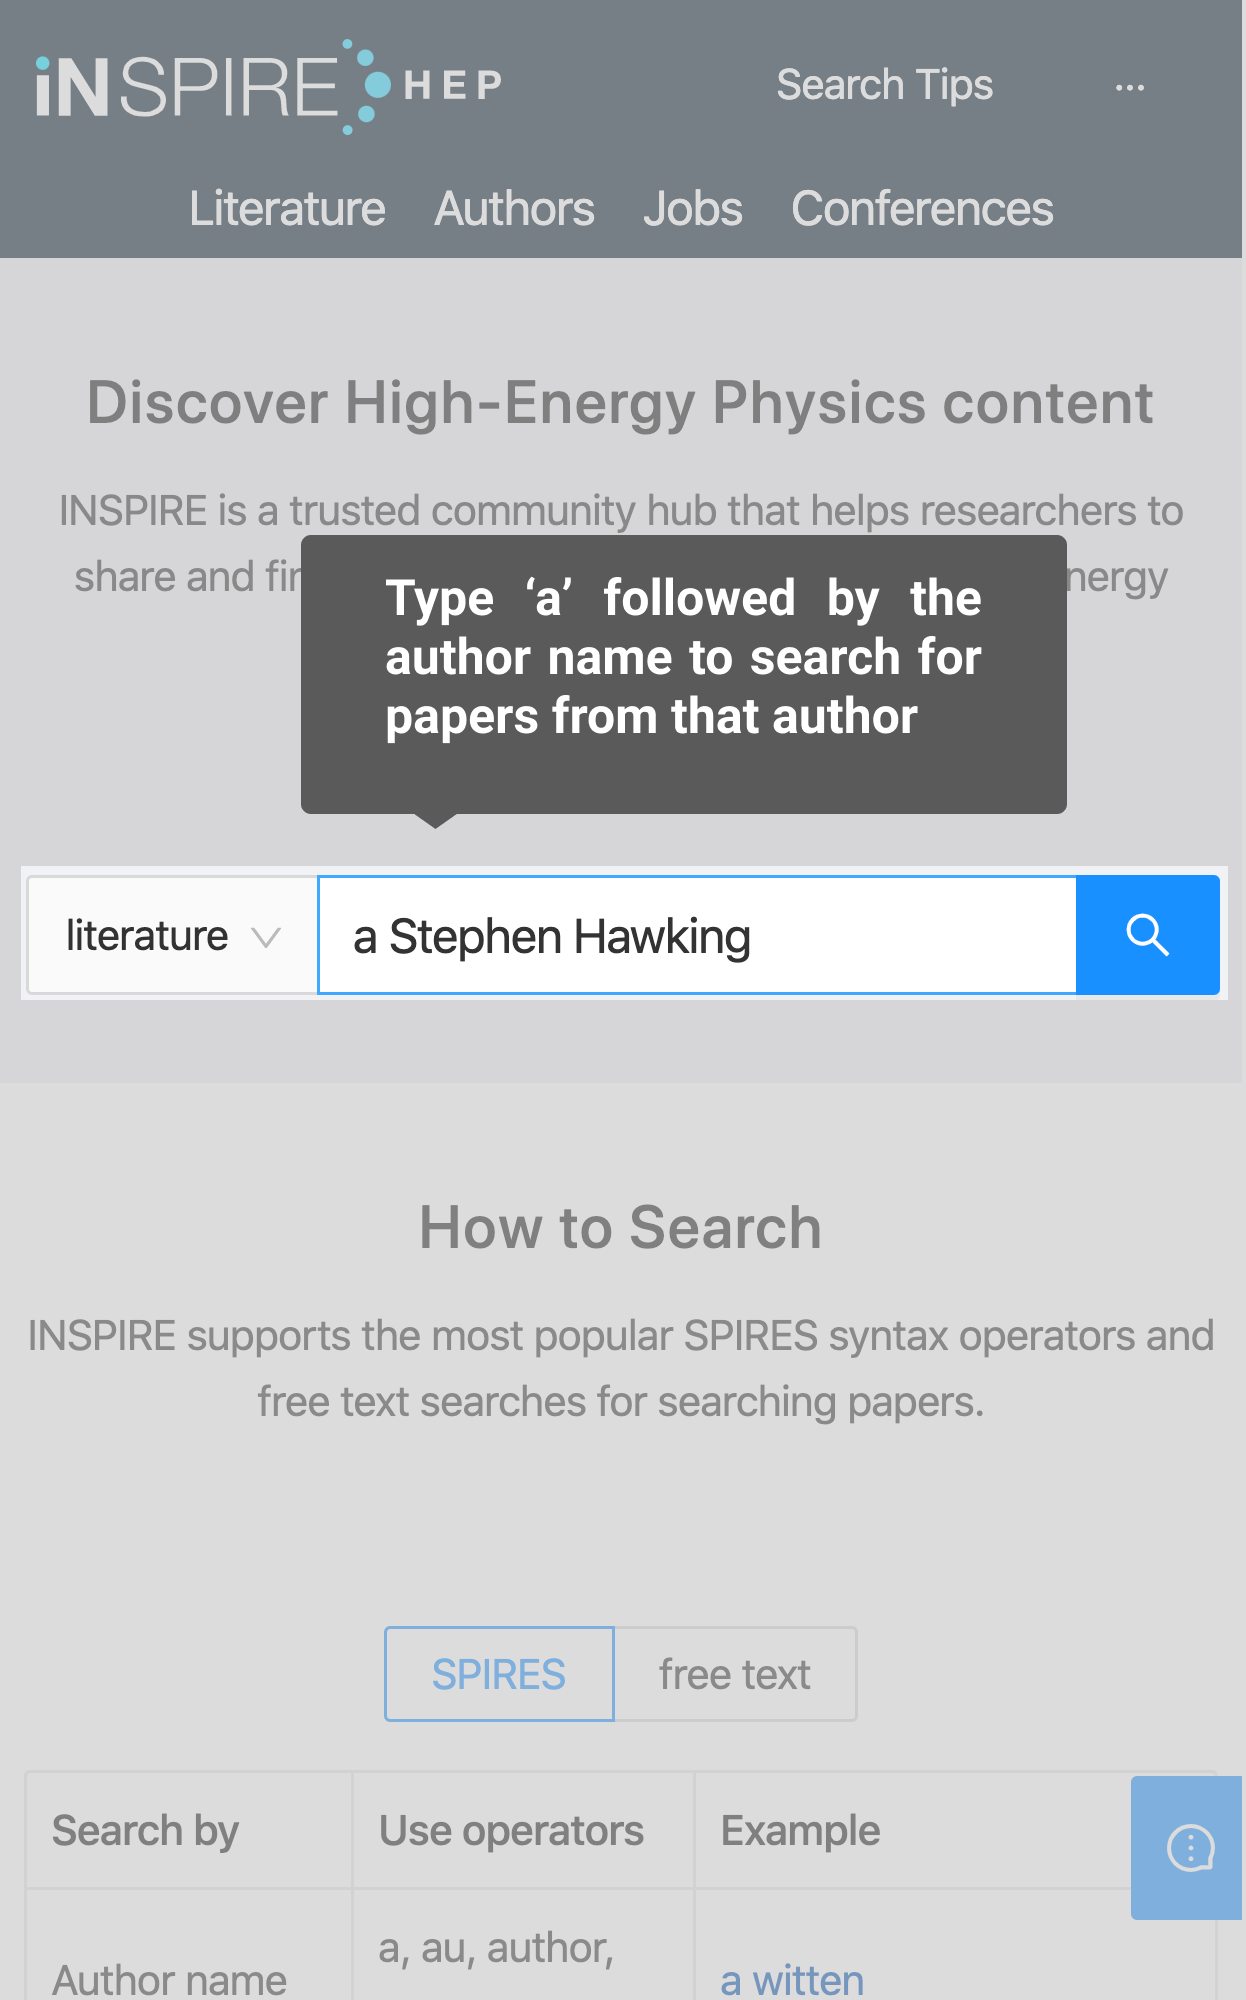 iNSPIRE HEP
Search Tips
...
Literature Authors Jobs Conferences
Discover High-Energy Physics content
INSPIRE is a trusted community hub that helps researchers to
share and
nergy
Type ‘a’ followed by the
author name to search for
papers from that author
literature
a Stephen Hawking
How to Search
INSPIRE supports the most popular SPIRES syntax operators and
free text searches for searching papers.
SPIRES
free text
Search by Use operators Example
a, au, author,
Author name
a witten